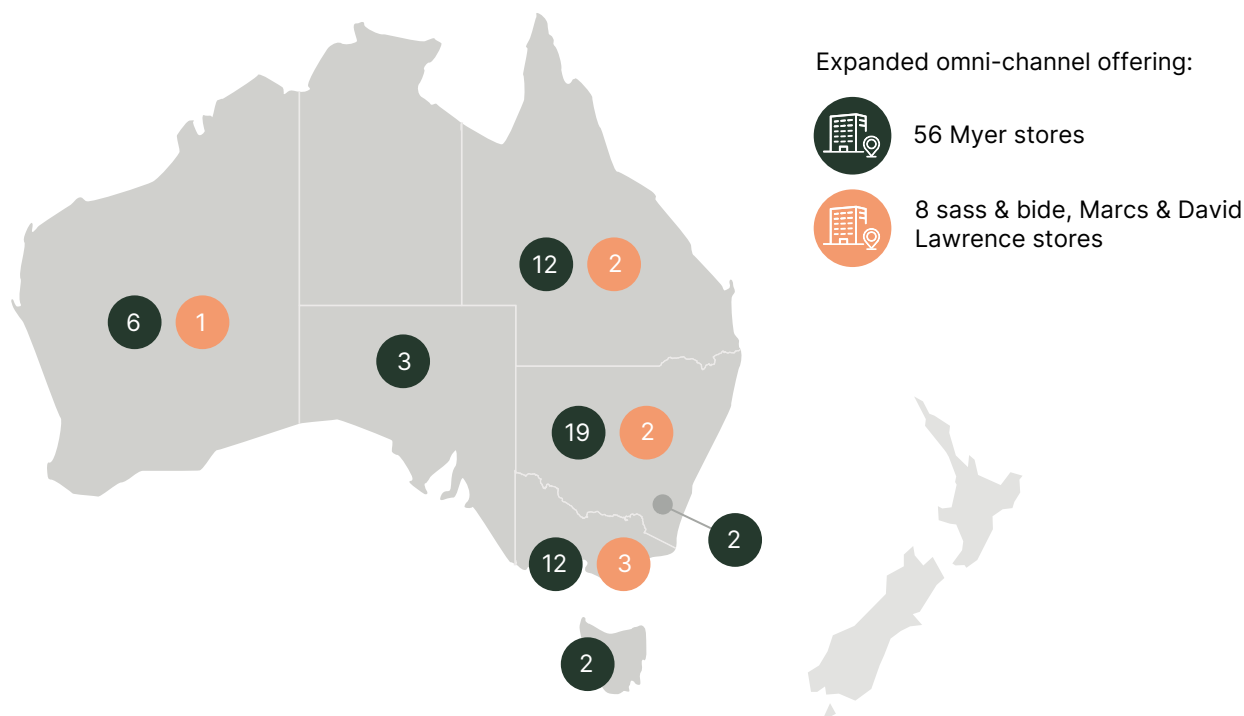 Expanded omni-channel offering:
56 Myer stores
8 sass & bide, Marcs & David
Lawrence stores
12
2
6
1
3
19
2
2
12
3
2